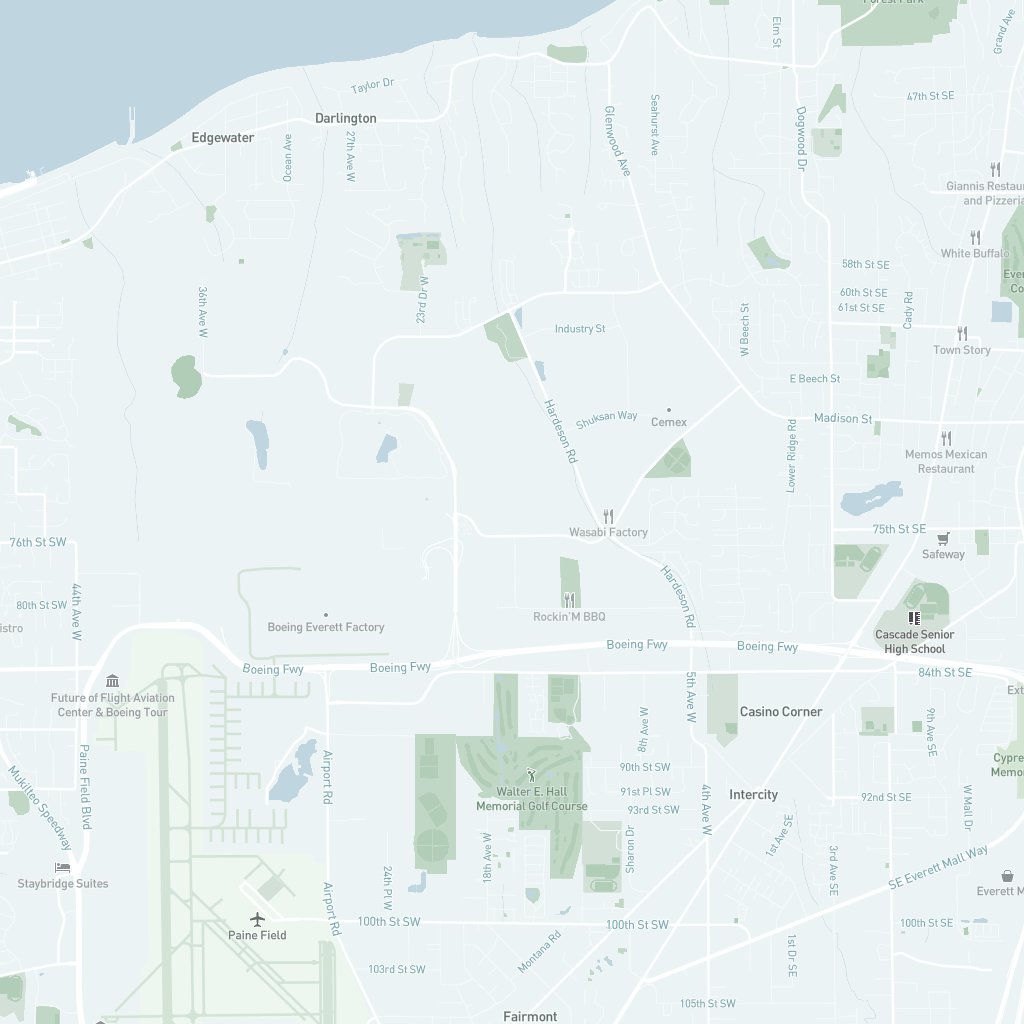 Forest Park
Grand Ave
Elm St
Taylor Dr
47th St SE
Seahurst Ave
Dogwood Dr
Glenwood Ave
Darlington
Edgewater
27th Ave W
Ocean Ave
Giannis Restau
and Pizzeria
White Buffalo
58th St SE
Ever
Co
60th St SE
61st St SE
Cady Rd
36th Ave W
23rd Dr W
Industry St
W Beech St
Town Story
E Beech St
Hardeson Rd
Shuksan Way
Cemex
Madison St
Lower Ridge Rd
Memos Mexican
Restaurant
Wasabi Factory
75th St SE
Safeway
76th St SW
44th Ave W
80th St SW
istro
Boeing Everett Factory
Rockin'M BBQ
Hardeson Rd
Cascade Senior
High School
Boeing Fwy
Boeing Fwy
Boeing Fwy
Boeing Fwy
84th St SE
Future of Flight Aviation
Center & Boeing Tour
5th Ave W
Ext
Casino Corner
8th Ave W
9th Ave SE
Paine Field Blvd
Airport Rd
Cypre
Memo
90th St SW
91st Pl SW
93rd St SW
Walter E. Hall
Memorial Golf Course
4th Ave W
Intercity
92nd St SE
W Mall Dr
Mukilteo Speedway
Sharon Dr
1st Ave SE
18th Ave W
3rd Ave SE
SE Everett Mall Way
Staybridge Suites
24th Pl W
Everett M
Airport Rd
100th St SW
100th St SW
100th St SE
Paine Field
Montana Rd
1st Dr SE
103rd St SW
105th St SW
Fairmont